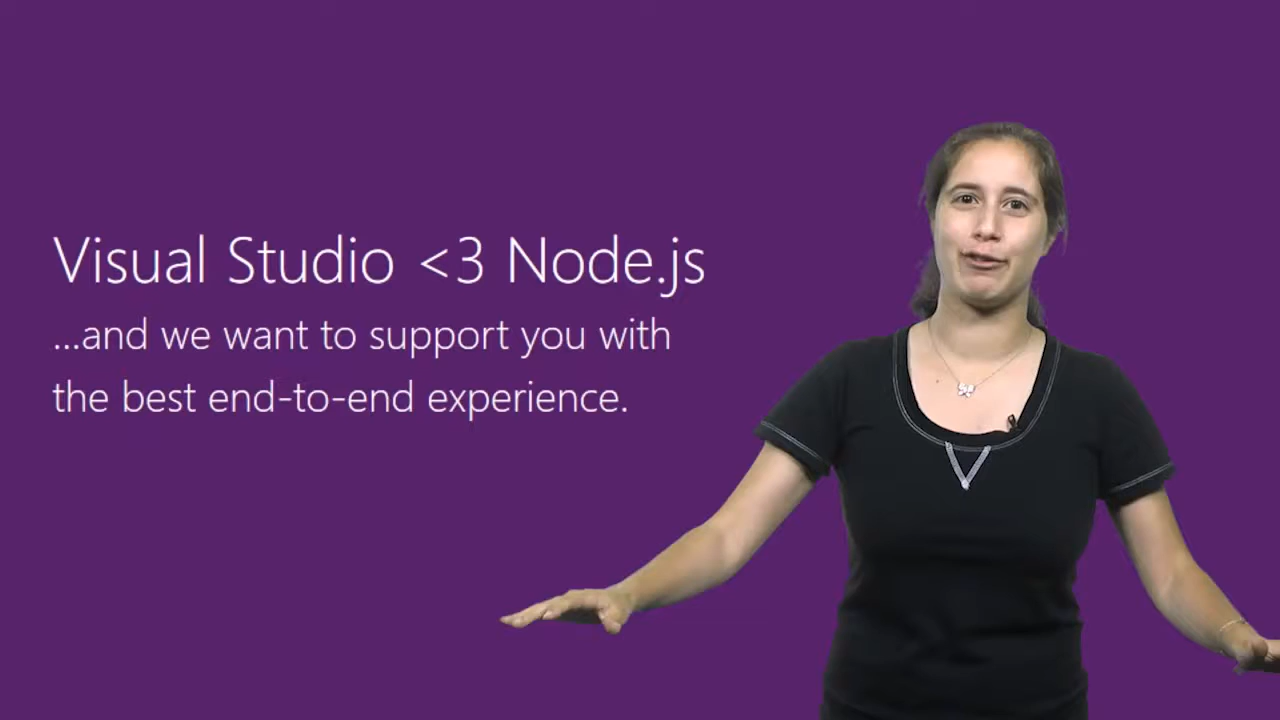 Visual Studio <3 Node.js
...and we want to support you with
the best end-to-end experience.